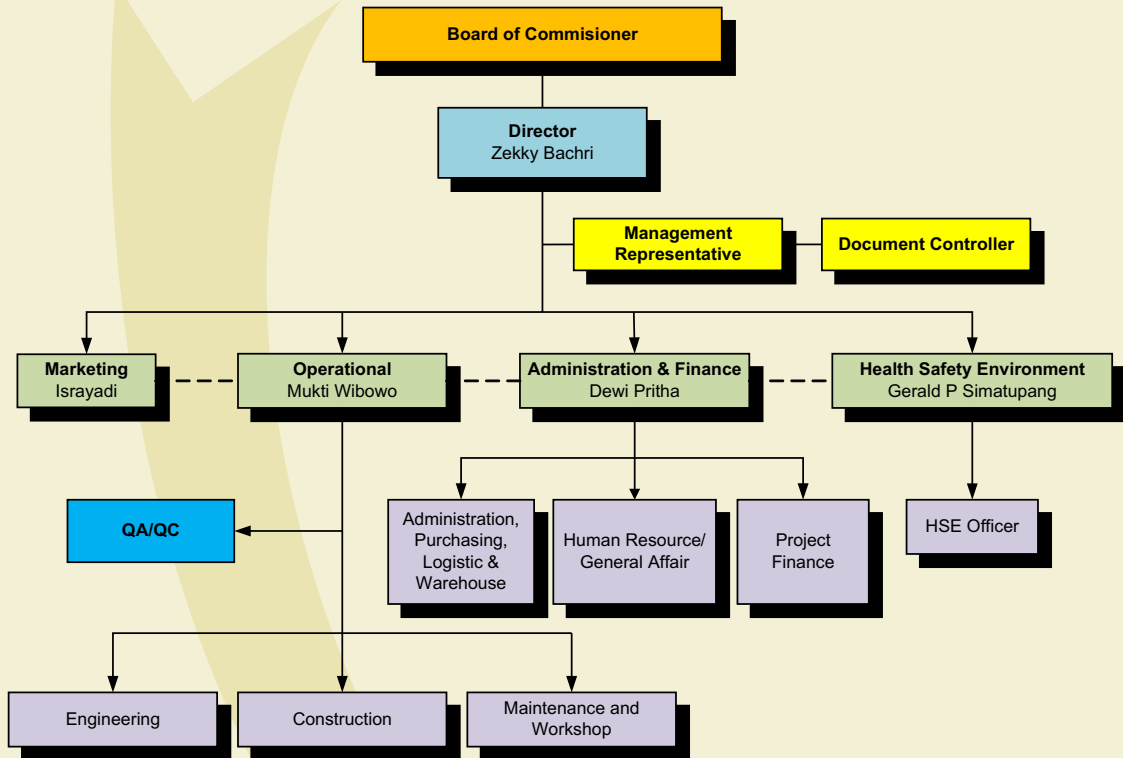 Board of Commisioner
Director
Zekky Bachri
Management
Representative
Document Controller
Marketing
Israyadi
Operational
Mukti Wibowo
Administration & Finance
Dewi Pritha
Health Safety Environment
Gerald P Simatupang
QA/QC
Administration,
Purchasing,
Logistic &
Warehouse
Human Resource/
General Affair
Project
Finance
HSE Officer
Engineering
Construction
Maintenance and
Workshop